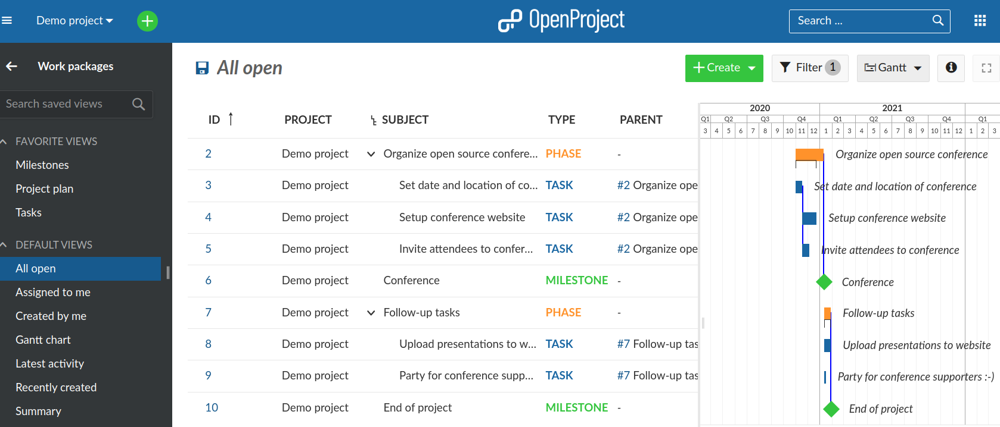 Demo project
OpenProject
Search ...
Work packages
Search saved views
FAVORITE VIEWS
Milestones
Project plan
Tasks
DEFAULT VIEWS
All open
Assigned to me
Created by me
Gantt chart
Latest activity
Recently created
Summary
All open
Create
Filter 1
Gantt
ID PROJECT SUBJECT TYPE PARENT
2 Demo project Organize open source confere... PHASE -
3 Demo project Set date and location of co... TASK #2 Organize ope
4 Demo project Setup conference website TASK #2 Organize ope
5 Demo project Invite attendees to confer... TASK #2 Organize ope
6 Demo project Conference MILESTONE -
7 Demo project Follow-up tasks PHASE -
8 Demo project Upload presentations to w... TASK #7 Follow-up tas
9 Demo project Party for conference supp... TASK #7 Follow-up tas
10 Demo project End of project MILESTONE -
2020 2021
Q1 Q2 Q3 Q4 Q1 Q2 Q3 Q4 Q1
3 4 5 6 7 8 9 10 11 12 1 2 3 4 5 6 7 8 9 10 11 12 1 2 3
Organize open source conference
Set date and location of conference
Setup conference website
Invite attendees to conference
Conference
Follow-up tasks
Upload presentations to website
Party for conference supporters :-)
End of project